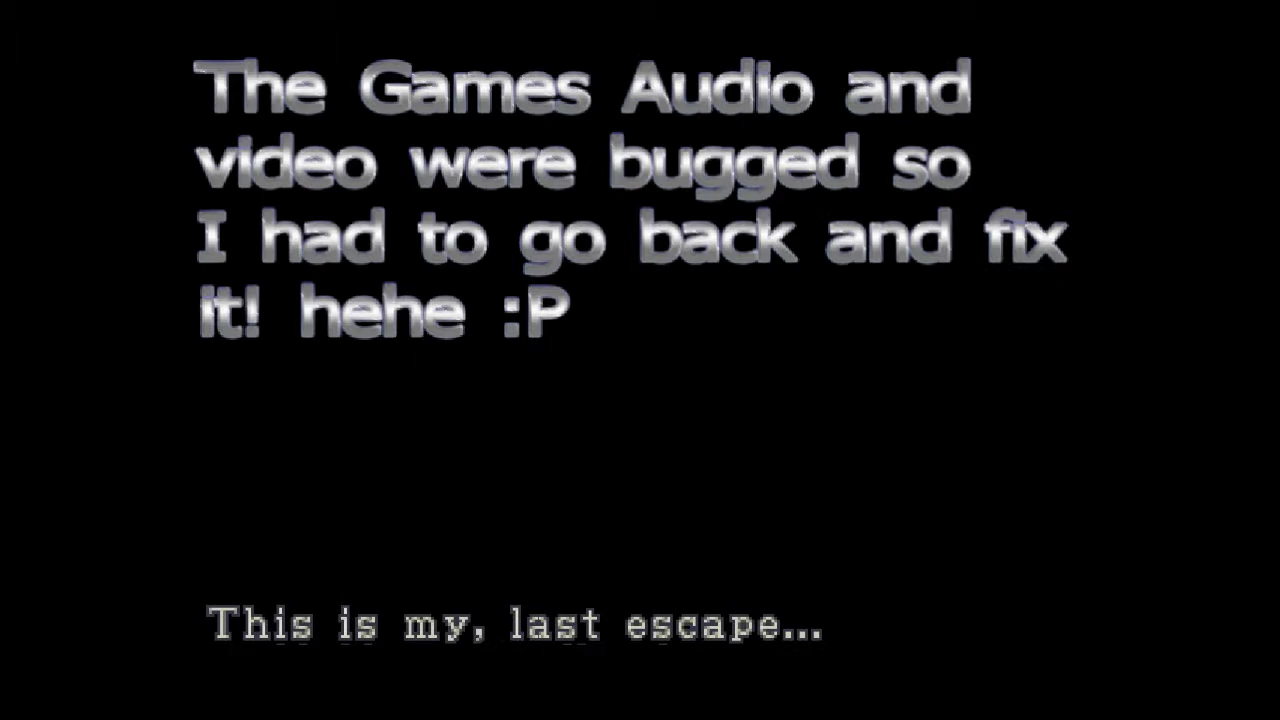 The Games Audio and
video were bugged so
I had to go back and fix
it! hehe :P
This is my, last escape...